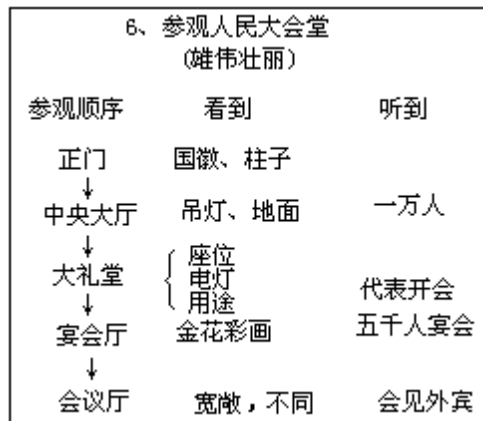 6、参观人民大会堂
(雄伟壮丽)
参观顺序 看到 听到
正门 国徽、柱子
中央大厅 吊灯、地面 一万人
大礼堂 座位
电灯
用途 代表开会
宴会厅 金花彩画 五千人宴会
会议厅 宽敞，不同 会见外宾